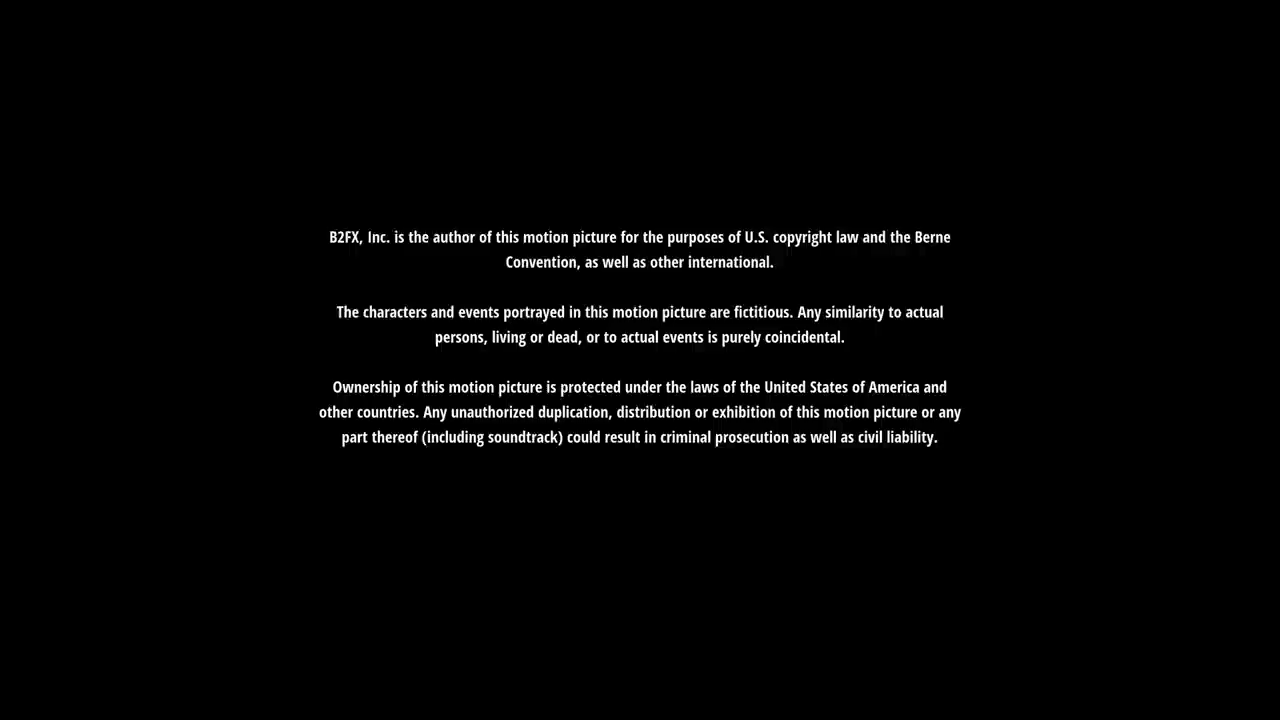 B2FX, Inc. is the author of this motion picture for the purposes of U.S. copyright law and the Berne
Convention, as well as other international.
The characters and events portrayed in this motion picture are fictitious. Any similarity to actual
persons, living or dead, or to actual events is purely coincidental.
Ownership of this motion picture is protected under the laws of the United States of America and
other countries. Any unauthorized duplication, distribution or exhibition of this motion picture or any
part thereof (including soundtrack) could result in criminal prosecution as well as civil liability.